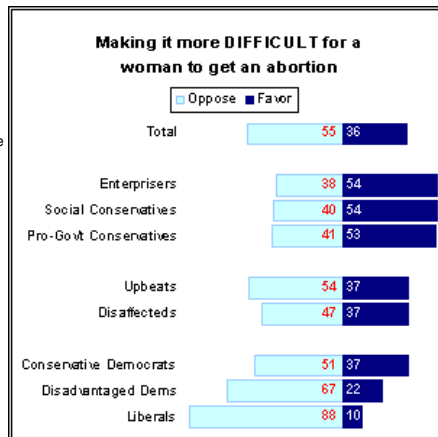 Making it more DIFFICULT for a
woman to get an abortion
Oppose Favor
Total 55 36
e
Enterprisers 38 54
Social Conservatives 40 54
Pro-Govt Conservatives 41 53
Upbeats 54 37
Disaffecteds 47 37
Conservative Democrats 51 37
Disadvantaged Dems 67 22
Liberals 88 10